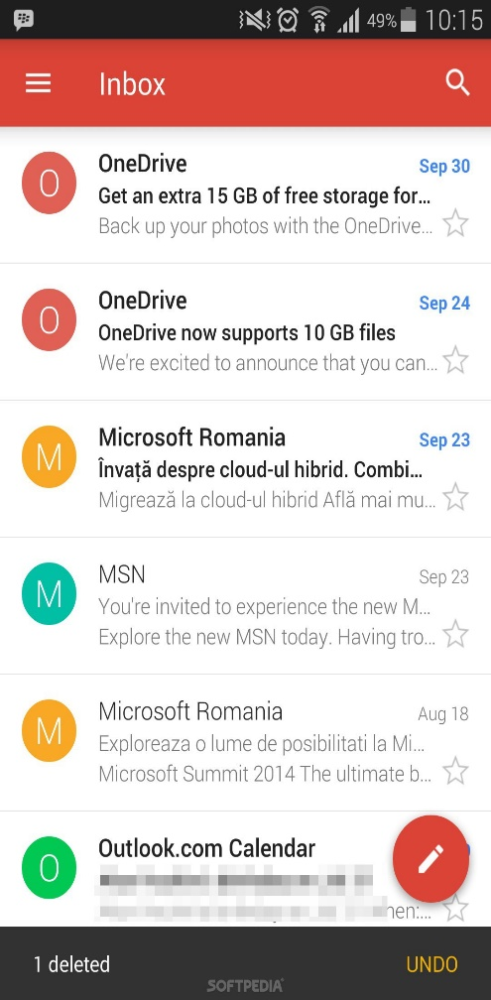 49% 10:15
Inbox
O
OneDrive
Sep 30
Get an extra 15 GB of free storage for...
Back up your photos with the OneDrive...
O
OneDrive
Sep 24
OneDrive now supports 10 GB files
We're excited to announce that you can...
M
Microsoft Romania
Sep 23
Învață despre cloud-ul hibrid. Combi...
Migrează la cloud-ul hibrid Află mai mu...
M
MSN
Sep 23
You're invited to experience the new M...
Explore the new MSN today. Having tro...
M
Microsoft Romania
Aug 18
Exploreaza o lume de posibilitati la Mi...
Microsoft Summit 2014 The ultimate b...
O
Outlook.com Calendar
1 deleted
UNDO
SOFTPEDIA